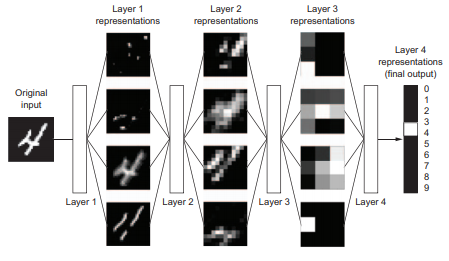 Layer 1
representations
Layer 2
representations
Layer 3
representations
Layer 4
representations
(final output)
Original
input
0
1
2
3
4
5
6
7
8
9
Layer 1
Layer 2
Layer 3
Layer 4